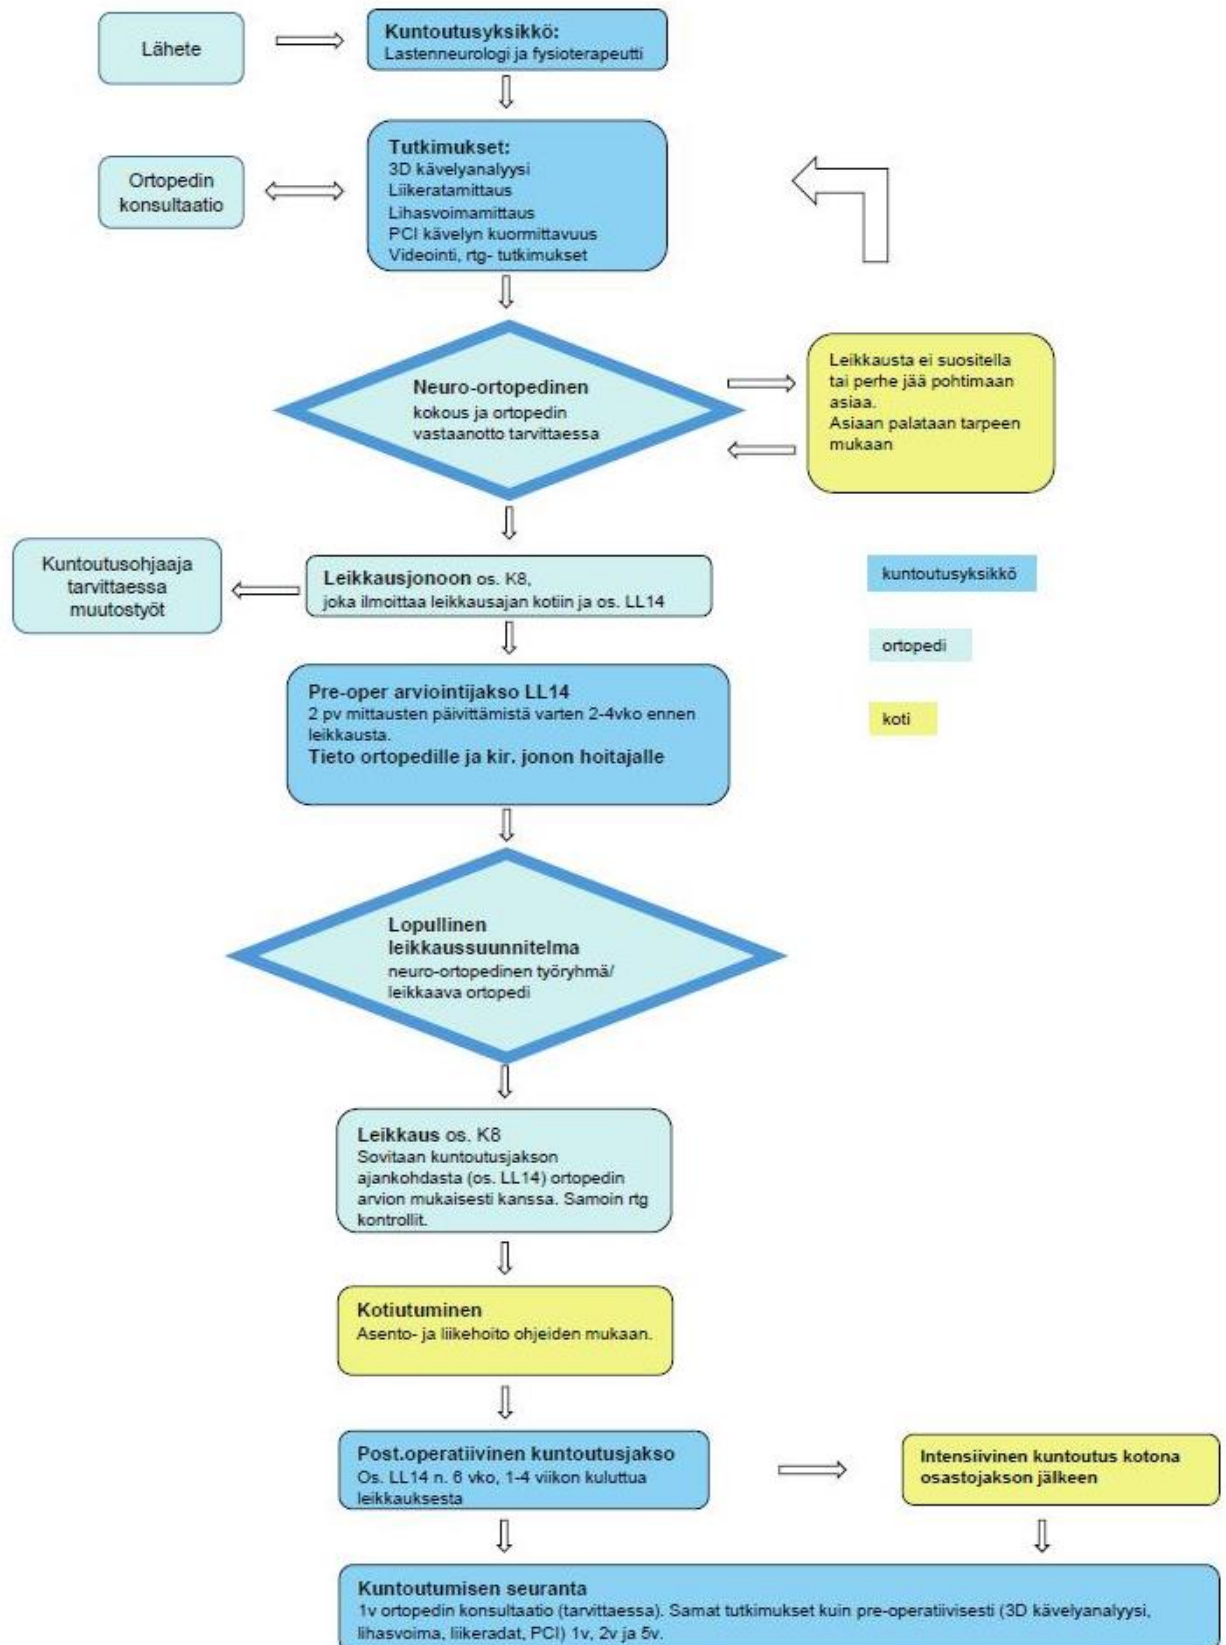 Lähete
Kuntoutusyksikkö:
Lastenneurologi ja fysioterapeutti
Tutkimukset:
3D kävelyanalyysi
Liikeratamittaus
Lihasvoimamittaus
PCI kävelyn kuormittavuus
Videointi, rtg- tutkimukset
Ortopedin
konsultaatio
Neuro-ortopedinen
kokous ja ortopedin
vastaanotto tarvittaessa
Leikkausta ei suositella
tai perhe jää pohtimaan
asiaa.
Asiaan palataan tarpeen
mukaan
Kuntoutusohjaaja
tarvittaessa
muutostyöt
Leikkausjonoon os. K8,
joka ilmoittaa leikkausajan kotiin ja os. LL14
kuntoutusyksikkö
ortopedi
koti
Pre-oper arviointijakso LL14
2 pv mittausten päivittämistä varten 2-4vko ennen
leikkausta.
Tieto ortopedille ja kir. jonon hoitajalle
Lopullinen
leikkaussuunnitelma
neuro-ortopedinen työryhmä/
leikkaava ortopedi
Leikkaus os. K8
Sovitaan kuntoutusjakson
ajankohdasta (os. LL14) ortopedin
arvion mukaisesti kanssa. Samoin rtg
kontrollit.
Kotiutuminen
Asento- ja liikehoito ohjeiden mukaan.
Post.operatiivinen kuntoutusjakso
Os. LL14 n. 6 vko, 1-4 viikon kuluttua
leikkauksesta
Intensiivinen kuntoutus kotona
osastojakson jälkeen
Kuntoutumisen seuranta
1v ortopedin konsultaatio (tarvittaessa). Samat tutkimukset kuin pre-operatiivisesti (3D kävelyanalyysi,
lihasvoima, liikeradat, PCI) 1v, 2v ja 5v.